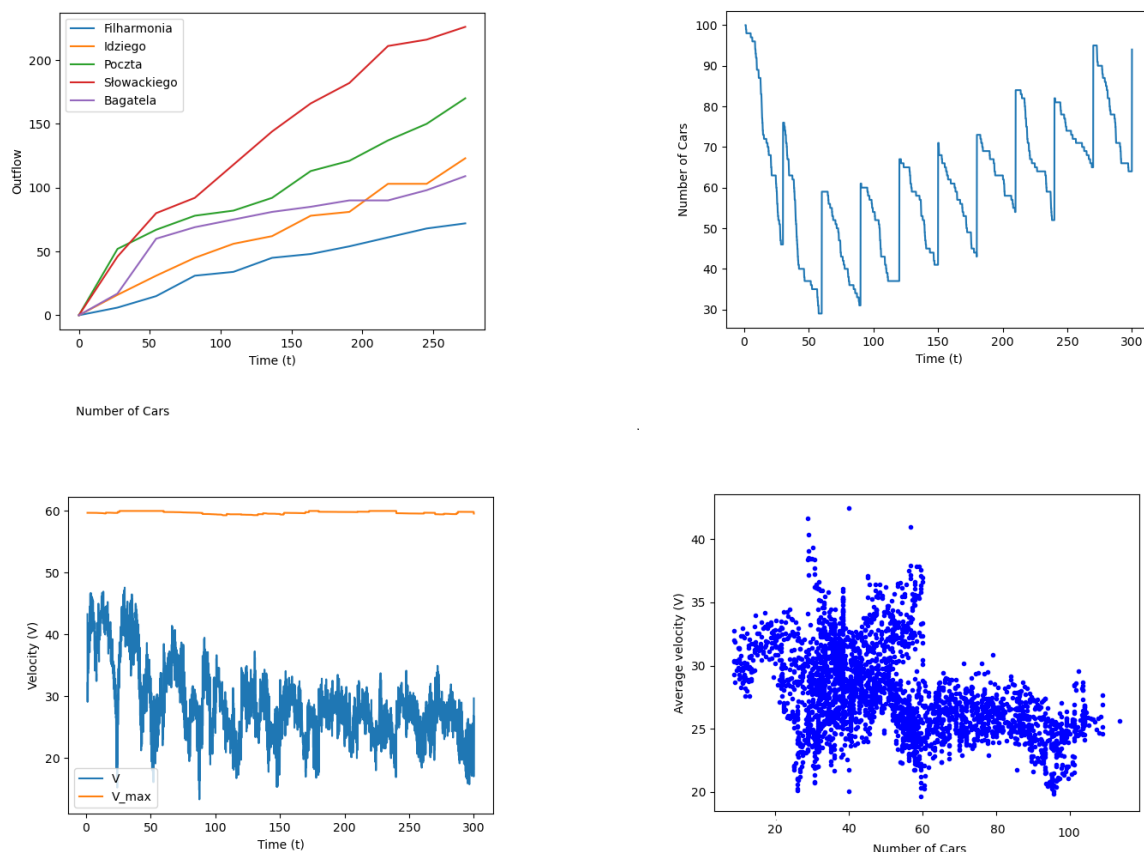 Filharmonia
Idziego
Poczta
Słowackiego
Bagatela
200
150
100
50
0
Outflow
0 50 100 150 200 250
Time (t)
100
90
80
70
60
50
40
30
Number of Cars
0 50 100 150 200 250 300
Time (t)
Number of Cars
.
60
50
40
30
20
Velocity (V)
V
V_max
0 50 100 150 200 250 300
Time (t)
40
35
30
25
20
Average velocity (V)
20 40 60 80 100
Number of Cars